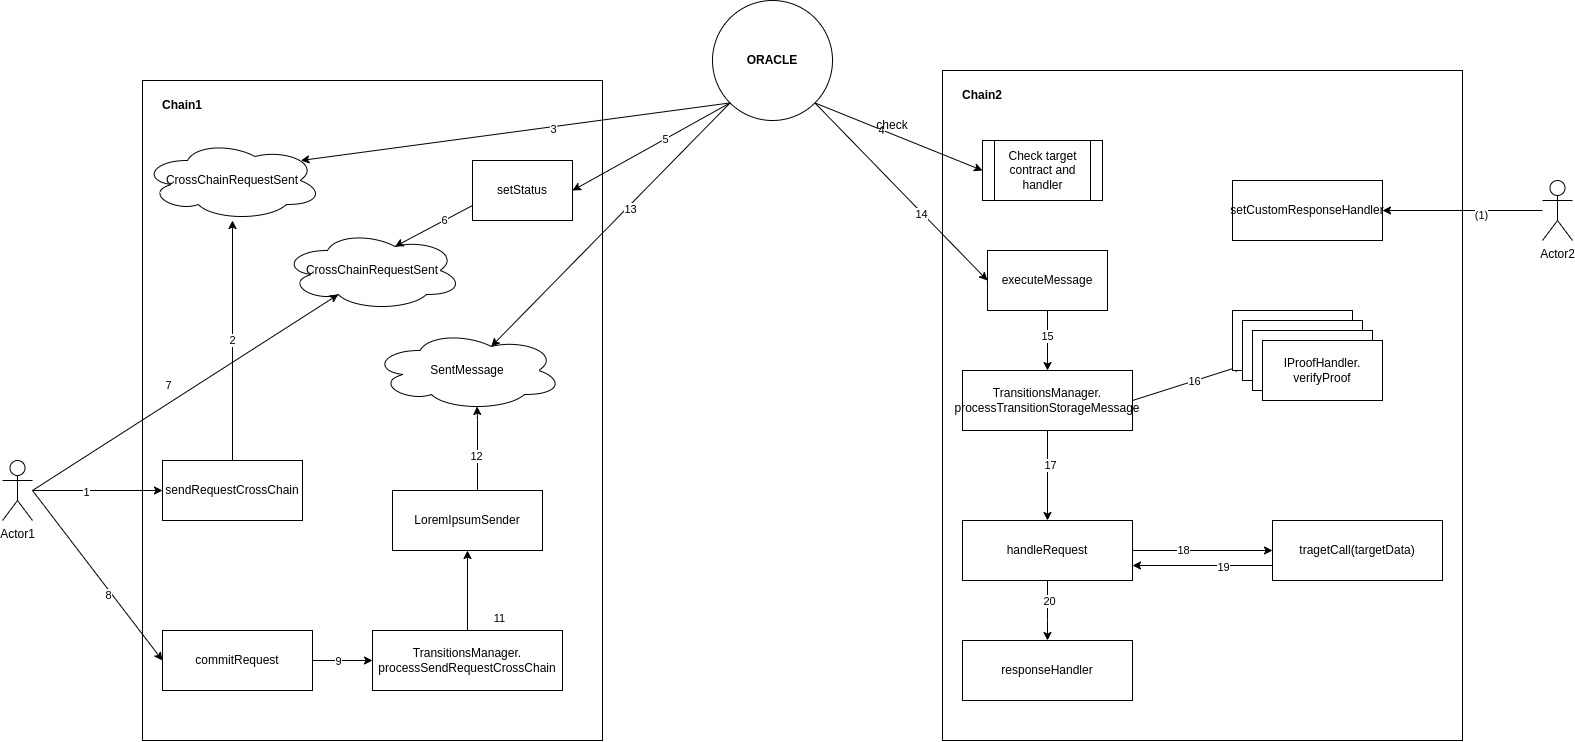 ORACLE
Chain1
Chain2
3
5
check
4
CrossChainRequestSent
setStatus
Check target
contract and
handler
setCustomResponseHandler
(1)
Actor2
6
13
14
CrossChainRequestSent
executeMessage
2
15
7
SentMessage
IProofHandler.
verifyProof
16
TransitionsManager.
processTransitionStorageMessage
12
17
Actor1
1
sendRequestCrossChain
LoremIpsumSender
handleRequest
18
19
tragetCall(targetData)
8
11
20
commitRequest
9
TransitionsManager.
processSendRequestCrossChain
responseHandler